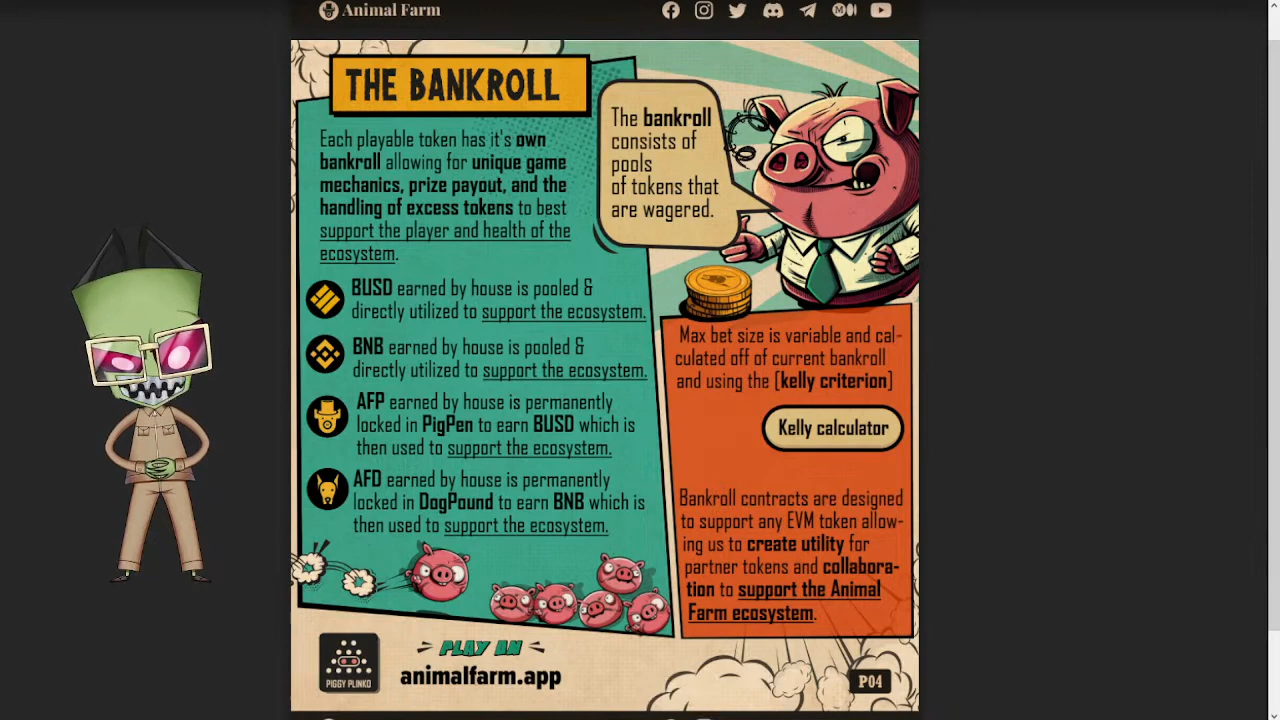 Animal Farm
THE BANKROLL
Each playable token has it's own
bankroll allowing for unique game
mechanics, prize payout, and the
handling of excess tokens to best
support the player and health of the
ecosystem.
The bankroll
consists of
pools
of tokens that
are wagered.
BUSD earned by house is pooled &
directly utilized to support the ecosystem.
BNB earned by house is pooled &
directly utilized to support the ecosystem.
AFP earned by house is permanently
locked in PigPen to earn BUSD which is
then used to support the ecosystem.
AFD earned by house is permanently
locked in DogPound to earn BNB which is
then used to support the ecosystem.
Max bet size is variable and cal-
culated off of current bankroll
and using the [kelly criterion]
Kelly calculator
Bankroll contracts are designed
to support any EVM token allow-
ing us to create utility for
partner tokens and collabora-
tion to support the Animal
Farm ecosystem.
PIGGY PLINKO
PLAY ON
animalfarm.app
P04